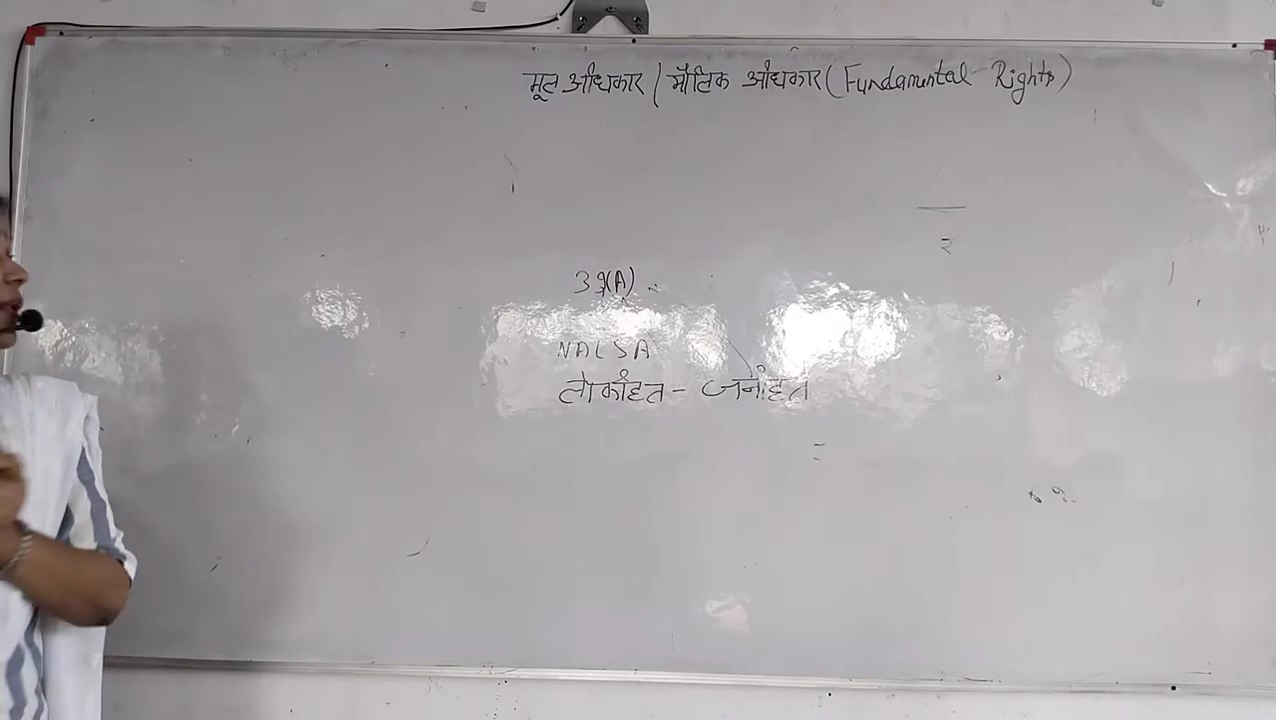 मूल अधिकार / मौलिक अधिकार (Fundamental Rights)
39(A)
NALSA
लोकहित - जनहित